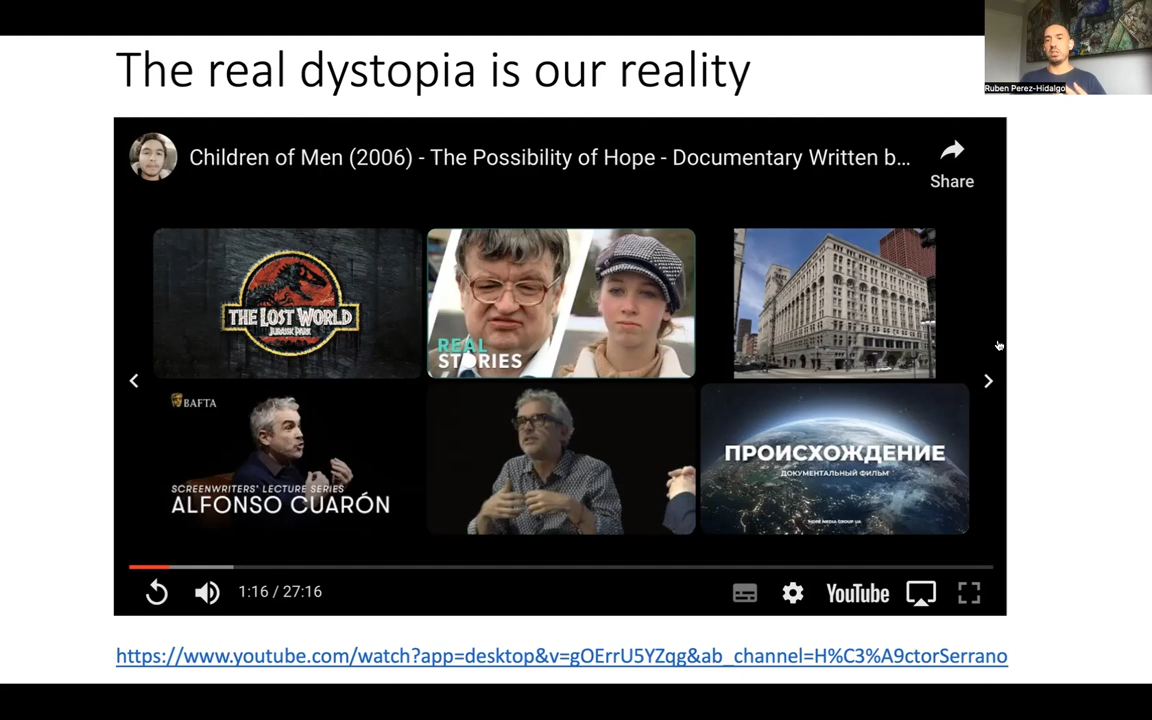 The real dystopia is our reality
Ruben Perez-Hidalgo
Children of Men (2006) - The Possibility of Hope - Documentary Written b...
Share
THE LOST WORLD
JURASSIC PARK
REAL
STORIES
BAFTA
SCREENWRITERS' LECTURE SERIES
ALFONSO CUARÓN
ПРОИСХОЖДЕНИЕ
ДОКУМЕНТАЛЬНЫЙ ФИЛЬМ
1:16 / 27:16
YouTube
https://www.youtube.com/watch?app=desktop&v=gOErrU5YZqg&ab_channel=H%C3%A9ctorSerrano